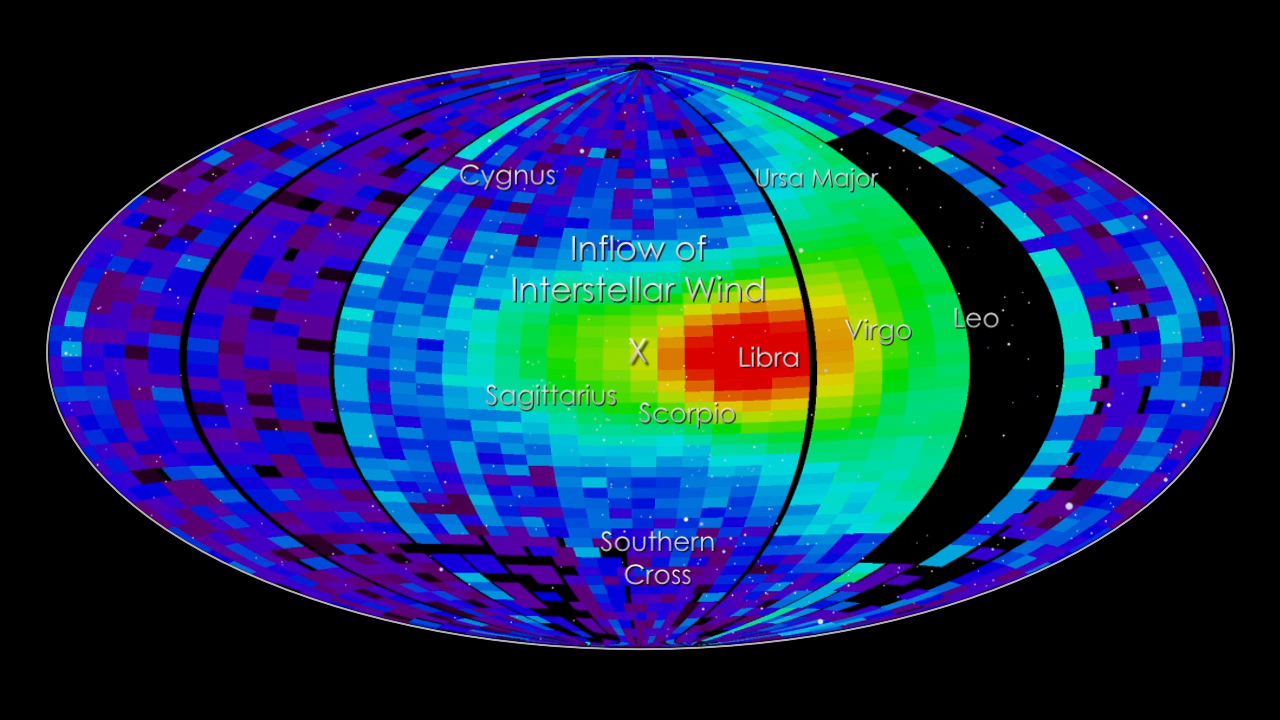 Cygnus
Ursa Major
Inflow of
Interstellar Wind
Leo
Virgo
X
Libra
Sagittarius
Scorpio
Southern
Cross